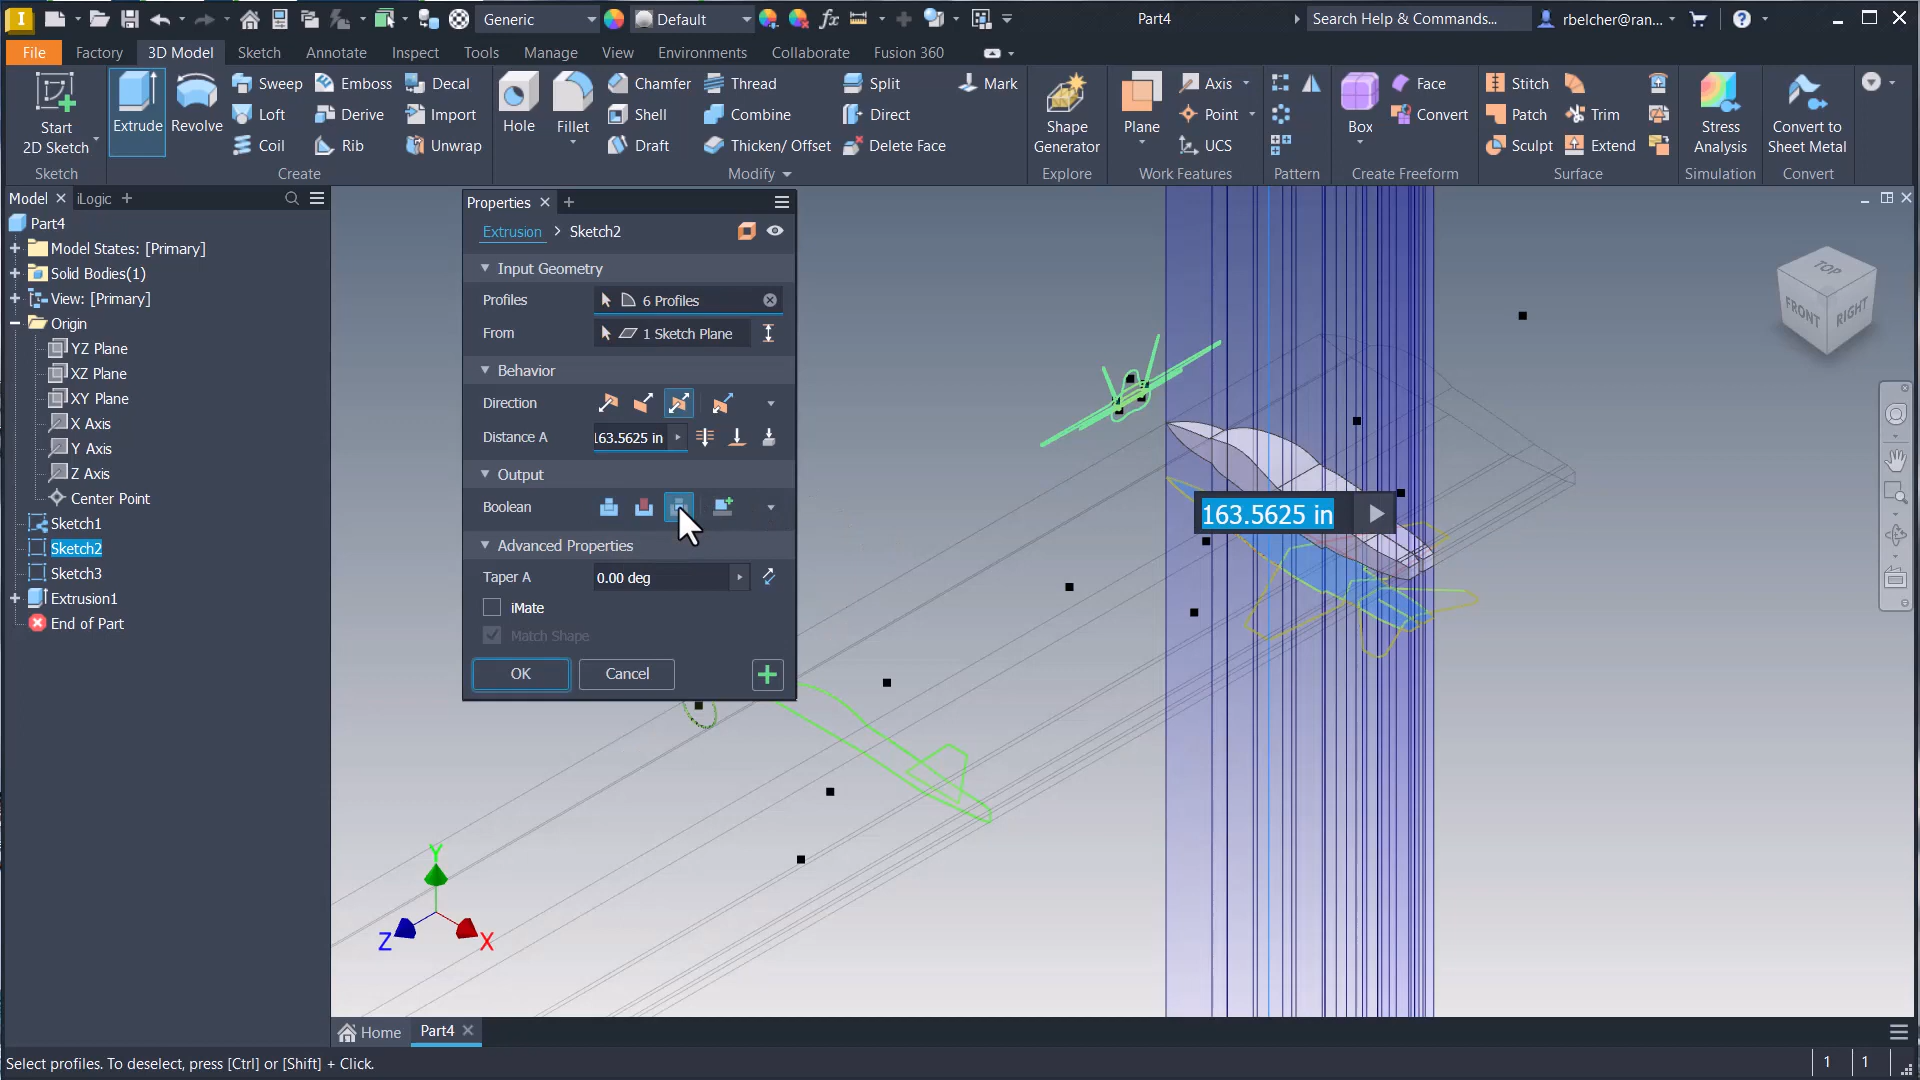 I
Generic
Default
fx
Part4
Search Help & Commands...
rbelcher@ran...
File
Factory
3D Model
Sketch
Annotate
Inspect
Tools
Manage
View
Environments
Collaborate
Fusion 360
Start
2D Sketch
Extrude
Revolve
Sweep
Loft
Coil
Emboss
Derive
Rib
Decal
Import
Unwrap
Hole
Fillet
Chamfer
Shell
Draft
Thread
Combine
Thicken/ Offset
Split
Direct
Delete Face
Mark
Shape
Generator
Plane
Axis
Point
UCS
Box
Face
Convert
Stitch
Patch
Sculpt
Trim
Extend
Stress
Analysis
Convert to
Sheet Metal
Sketch
Create
Modify
Explore
Work Features
Pattern
Create Freeform
Surface
Simulation
Convert
Model
iLogic
Part4
Model States: [Primary]
Solid Bodies(1)
View: [Primary]
Origin
YZ Plane
XZ Plane
XY Plane
X Axis
Y Axis
Z Axis
Center Point
Sketch1
Sketch2
Sketch3
Extrusion1
End of Part
Properties
Extrusion > Sketch2
Input Geometry
Profiles
6 Profiles
From
1 Sketch Plane
Behavior
Direction
Distance A
163.5625 in
Output
Boolean
Advanced Properties
Taper A
0.00 deg
iMate
Match Shape
OK
Cancel
163.5625 in
TOP
FRONT
RIGHT
Y
Z
X
Home
Part4
Select profiles. To deselect, press [Ctrl] or [Shift] + Click.
1
1